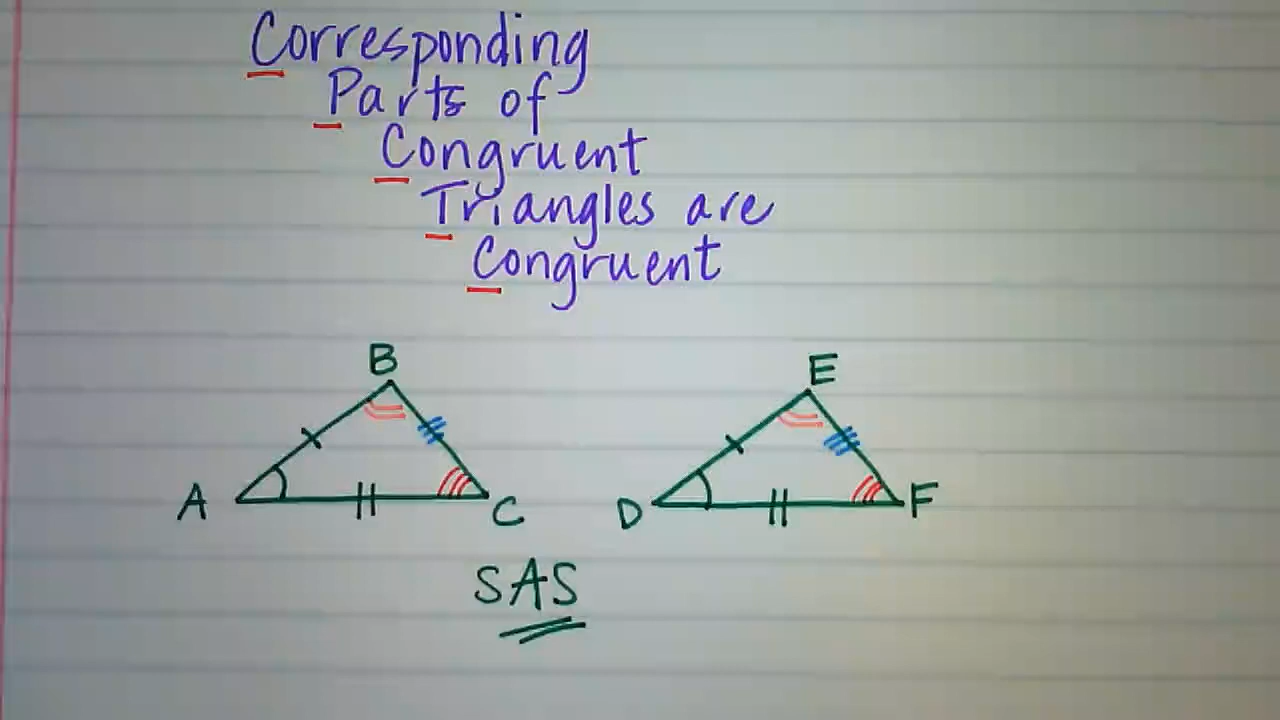 Corresponding
Parts of
Congruent
Triangles are
Congruent
B
E
A
C
D
F
SAS